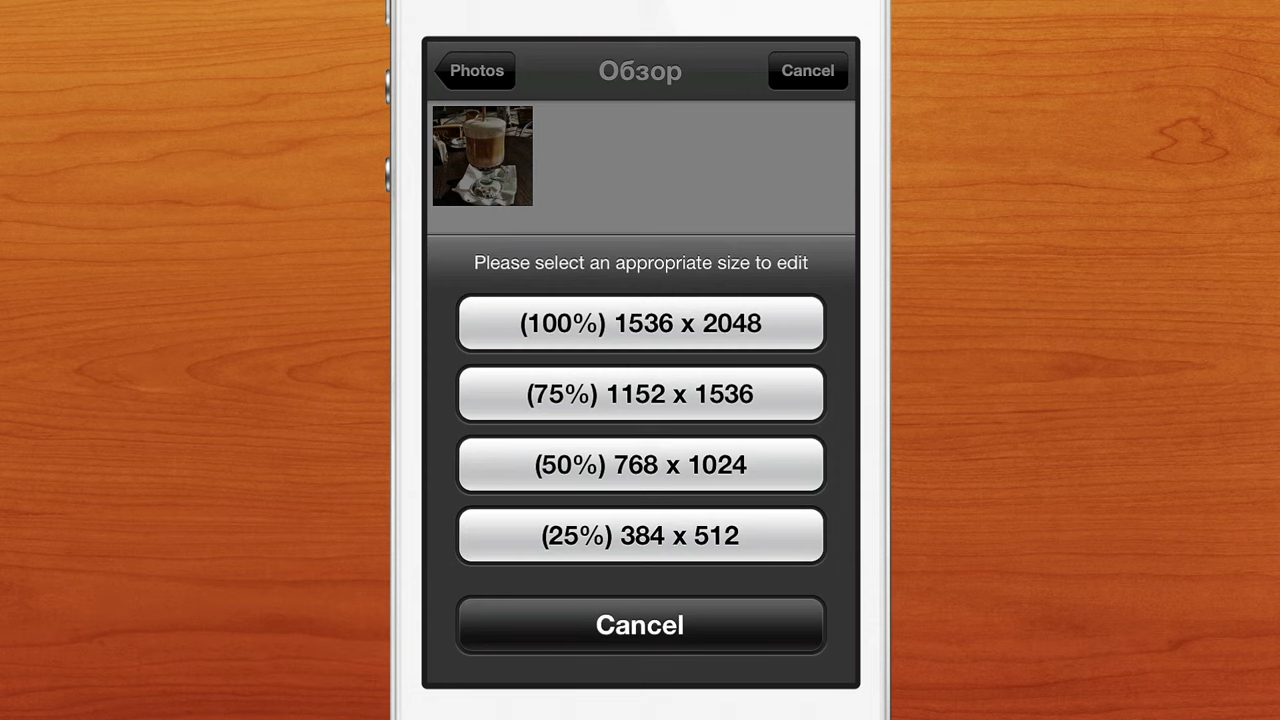 Photos
Обзор
Cancel
Please select an appropriate size to edit
(100%) 1536 x 2048
(75%) 1152 x 1536
(50%) 768 x 1024
(25%) 384 x 512
Cancel